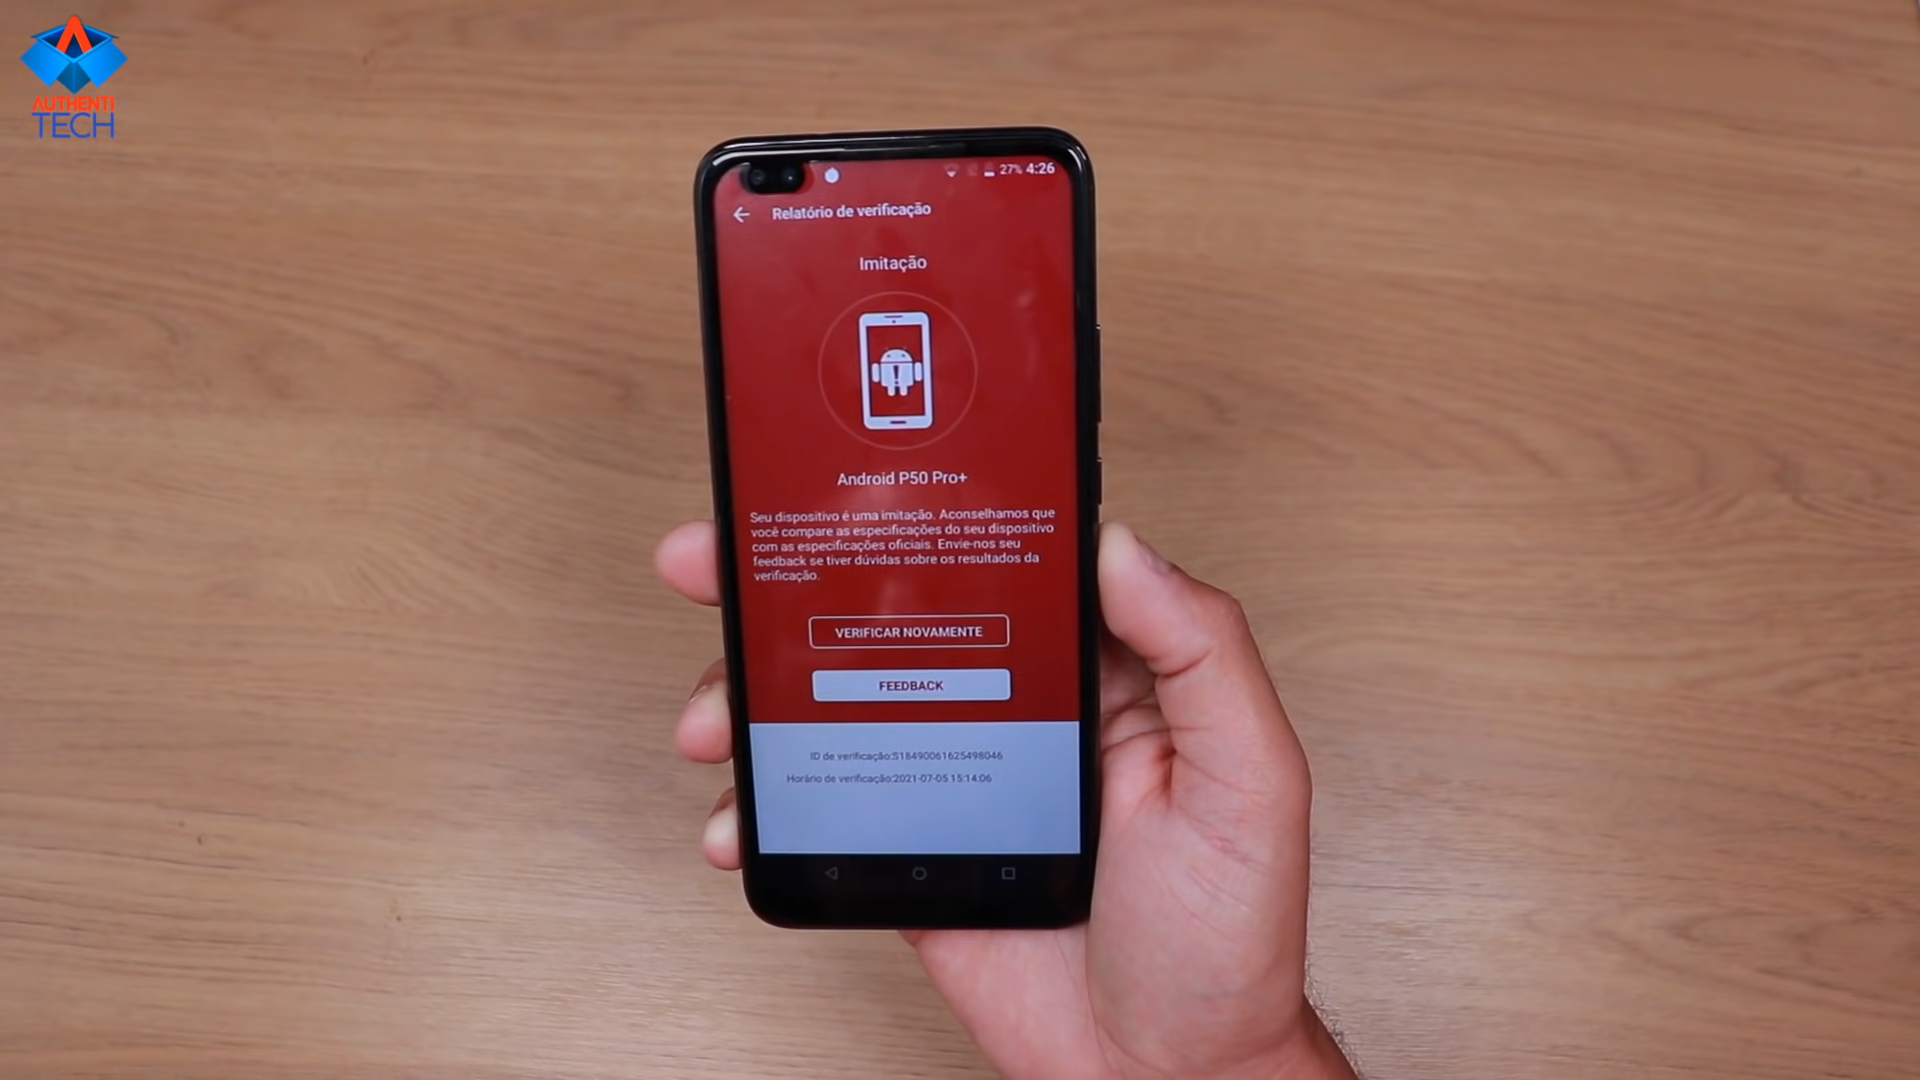 AUTHENTI
TECH
27% 4:26
Relatório de verificação
Imitação
Android P50 Pro+
Seu dispositivo é uma imitação. Aconselhamos que
você compare as especificações do seu dispositivo
com as especificações oficiais. Envie-nos seu
feedback se tiver dúvidas sobre os resultados da
verificação.
VERIFICAR NOVAMENTE
FEEDBACK
ID de verificação:S18490061625498046
Horário de verificação:2021-07-05 15:14:06